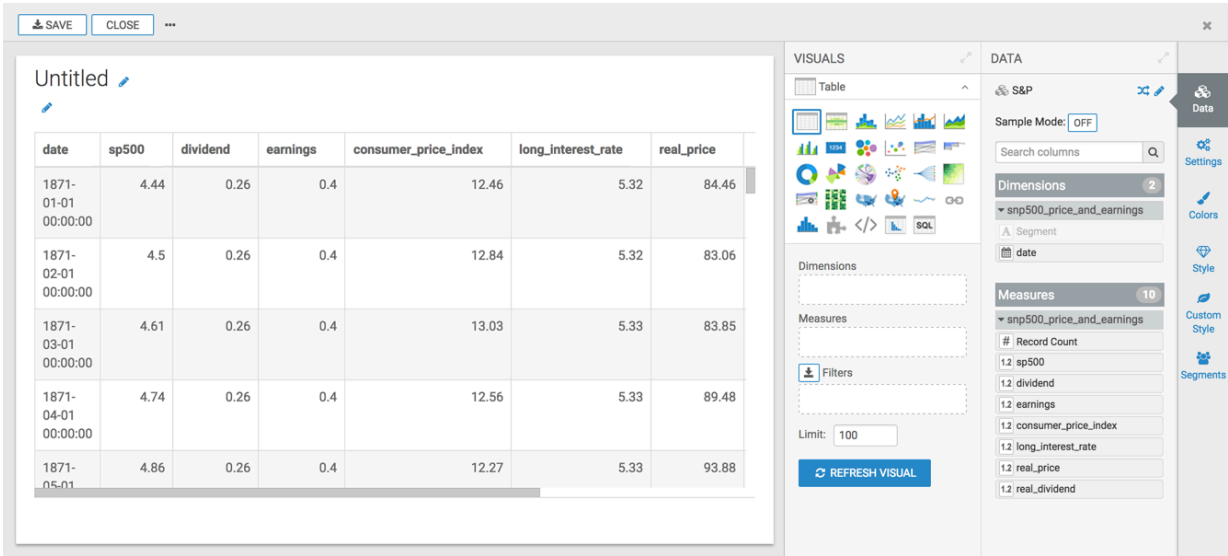 SAVE CLOSE •••
Untitled
date sp500 dividend earnings consumer_price_index long_interest_rate real_price
1871-
01-01
00:00:00 4.44 0.26 0.4 12.46 5.32 84.46
1871-
02-01
00:00:00 4.5 0.26 0.4 12.84 5.32 83.06
1871-
03-01
00:00:00 4.61 0.26 0.4 13.03 5.33 83.85
1871-
04-01
00:00:00 4.74 0.26 0.4 12.56 5.33 89.48
1871-
05-01 4.86 0.26 0.4 12.27 5.33 93.88
VISUALS
Table
1234
</>
SQL
Dimensions
Measures
Filters
Limit: 100
REFRESH VISUAL
DATA
S&P
Sample Mode: OFF
Search columns
Dimensions 2
snp500_price_and_earnings
A Segment
date
Measures 10
snp500_price_and_earnings
# Record Count
1.2 sp500
1.2 dividend
1.2 earnings
1.2 consumer_price_index
1.2 long_interest_rate
1.2 real_price
1.2 real_dividend
Data
Settings
Colors
Style
Custom
Style
Segments